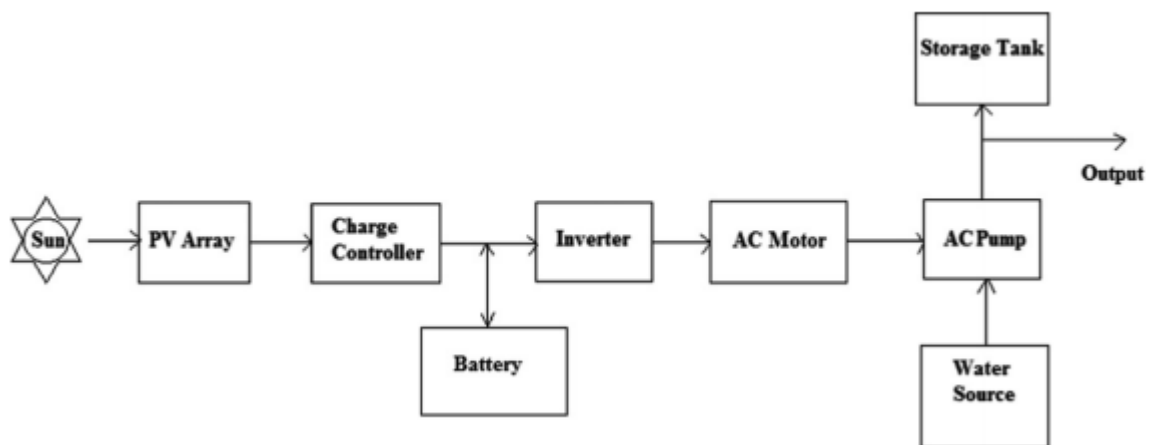 Storage Tank
Output
Sun
PV Array
Charge
Controller
Inverter
AC Motor
AC Pump
Battery
Water
Source